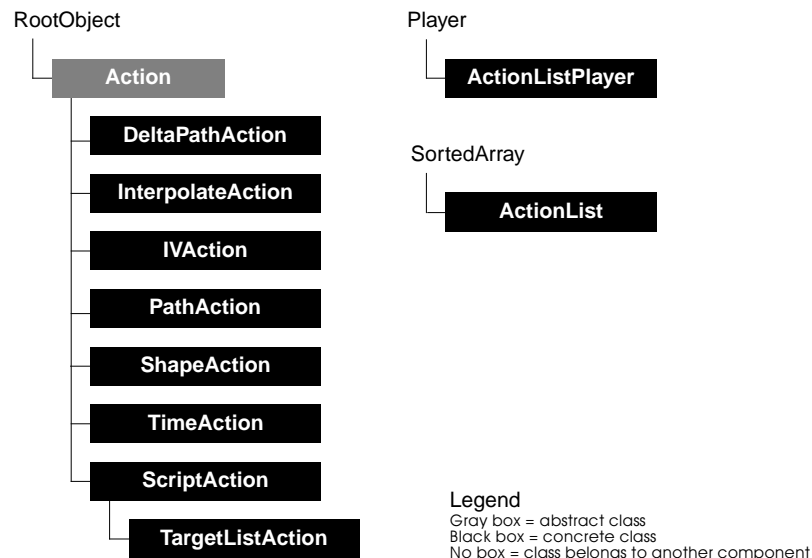 RootObject
Action
DeltaPathAction
InterpolateAction
IVAction
PathAction
ShapeAction
TimeAction
ScriptAction
TargetListAction
Player
ActionListPlayer
SortedArray
ActionList
Legend
Gray box = abstract class
Black box = concrete class
No box = class belongs to another component